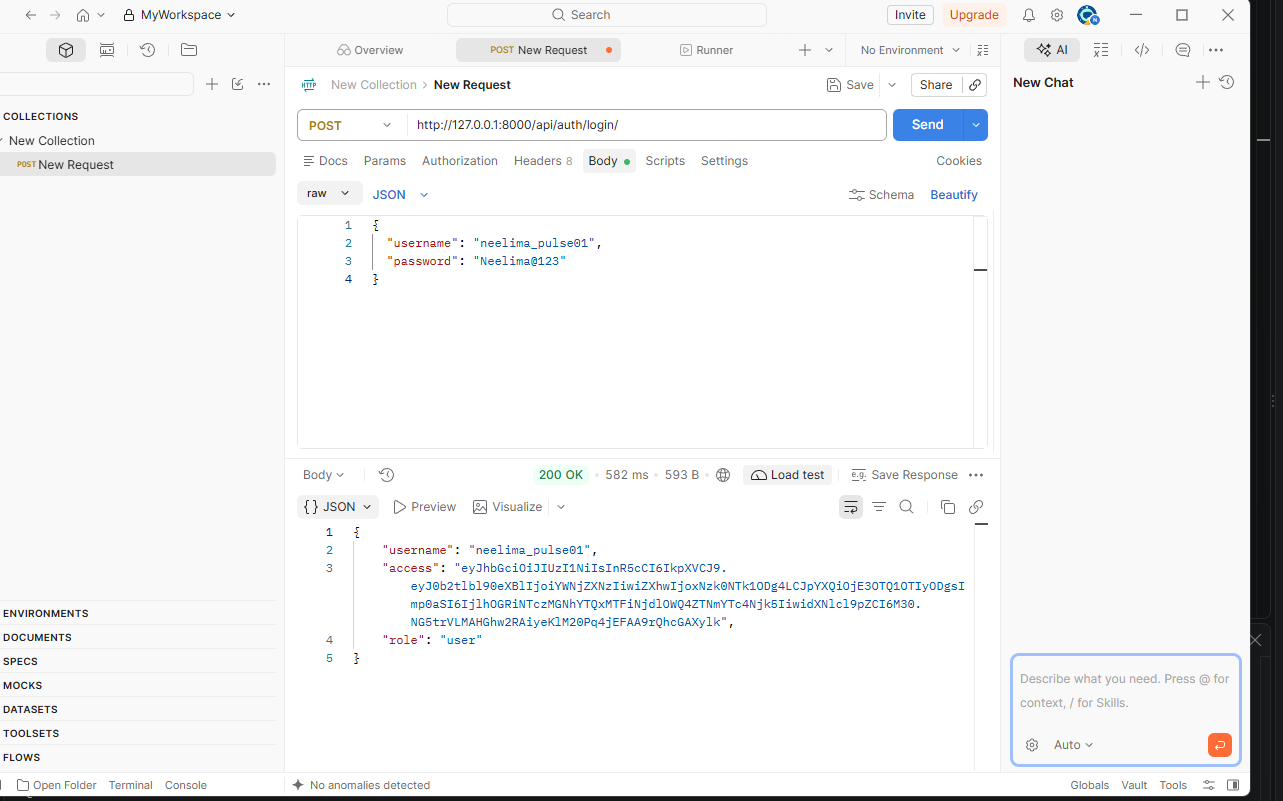 MyWorkspace
Search
Invite
Upgrade
Overview
POST New Request
Runner
No Environment
AI
New Collection > New Request
Save
Share
New Chat
COLLECTIONS
New Collection
POST New Request
POST
http://127.0.0.1:8000/api/auth/login/
Send
Docs Params Authorization Headers 8 Body Scripts Settings Cookies
raw JSON Schema Beautify
1 {
2 "username": "neelima_pulse01",
3 "password": "Neelima@123"
4 }
Body 200 OK • 582 ms • 593 B • Load test e.g. Save Response
{} JSON Preview Visualize
1 {
2 "username": "neelima_pulse01",
3 "access": "eyJhbGciOiJIUzI1NiIsInR5cCI6IkpXVCJ9.
eyJ0b2tlbl90eXBlIjoiYWNjZXNzIiwiZXhwIjoxNzk0NTk1ODg4LCJpYXQiOjE3OTQ1OTIyODgsI
mp0aSI6IjlhOGRiNTczMGNhYTQxMTFiNjdlOWQ4ZTNmYTc4Njk5IiwidXNlcl9pZCI6M30.
NG5trVLMAHGhw2RAiyeKlM20Pq4jEFAA9rQhcGAXylk",
4 "role": "user"
5 }
ENVIRONMENTS
DOCUMENTS
SPECS
MOCKS
DATASETS
TOOLSETS
FLOWS
Describe what you need. Press @ for
context, / for Skills.
Auto
Open Folder Terminal Console
No anomalies detected
Globals Vault Tools